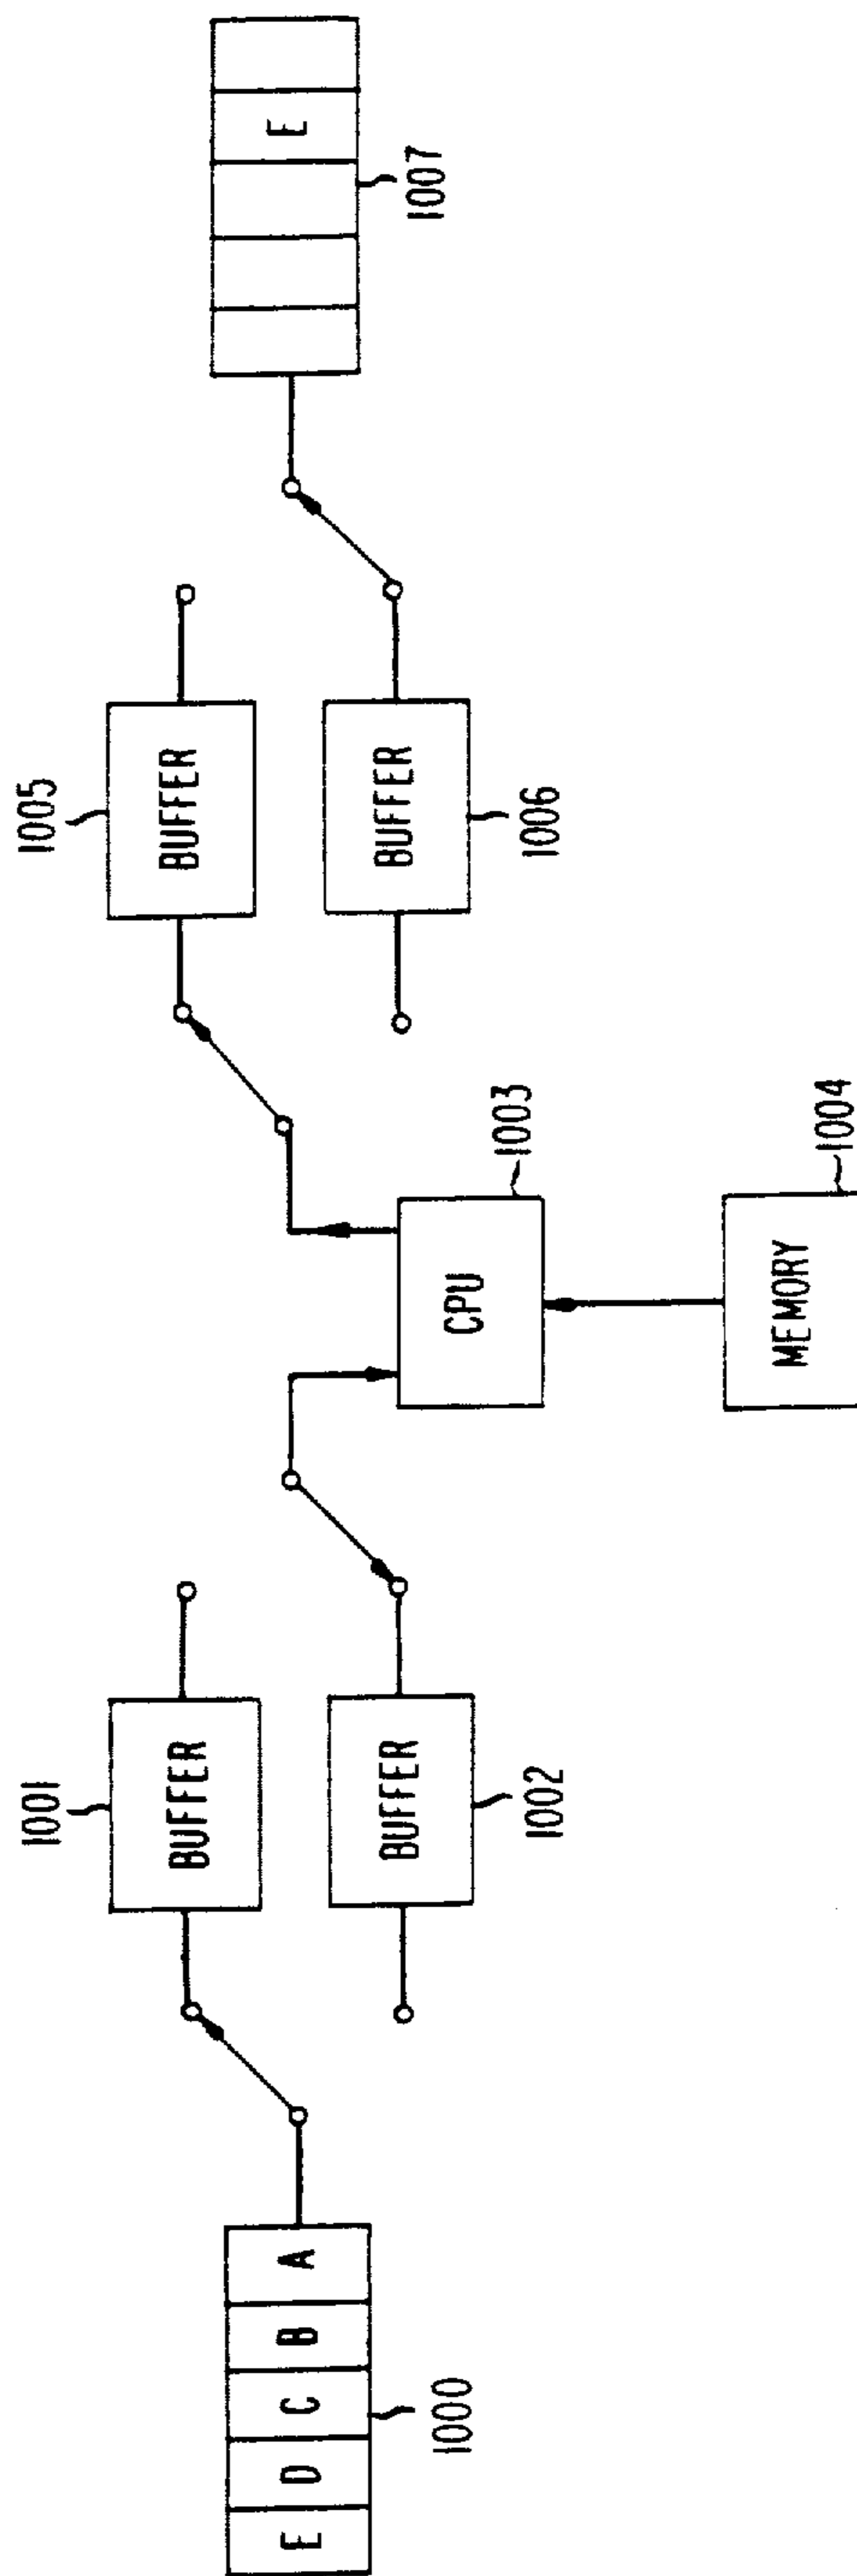 E D C B A
1000
1001
BUFFER
BUFFER
1002
CPU
1003
MEMORY
1004
1005
BUFFER
BUFFER
1006
E
1007